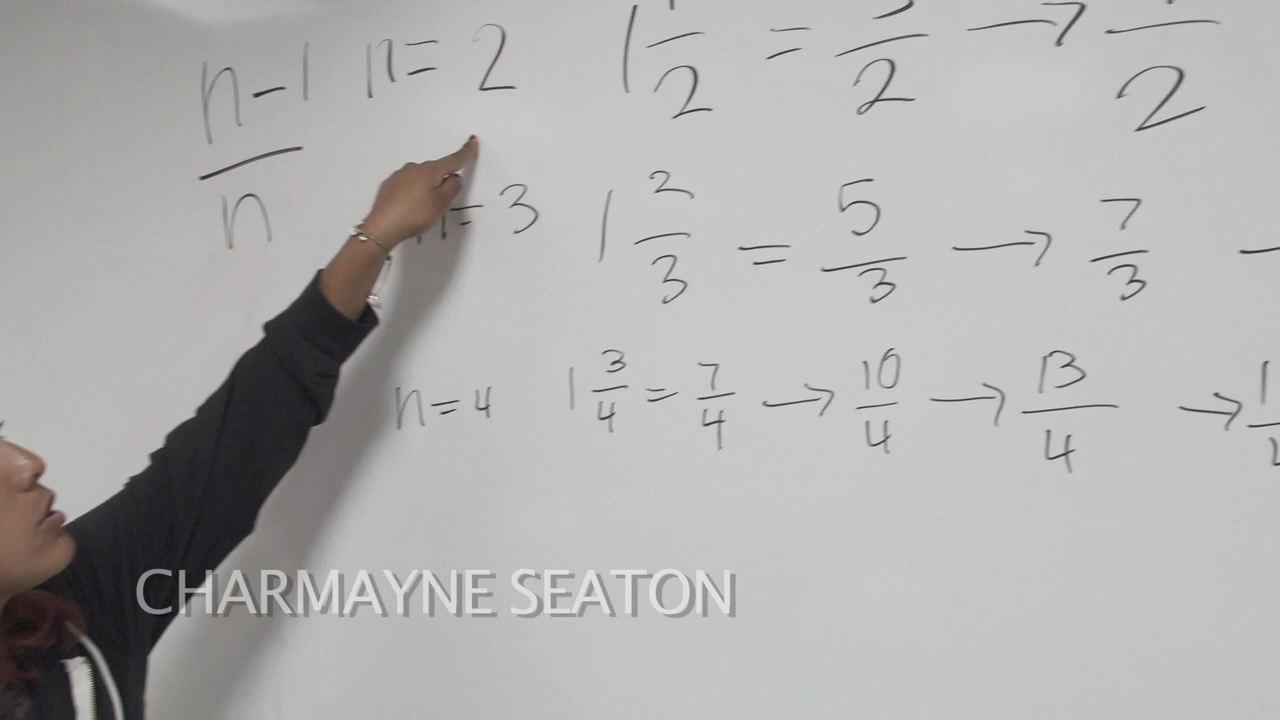 n-1/n n=2 1 1/2 = 3/2 → /2
n=3 1 2/3 = 5/3 → 7/3 -
n=4 1 3/4 = 7/4 → 10/4 → 13/4 →
CHARMAYNE SEATON